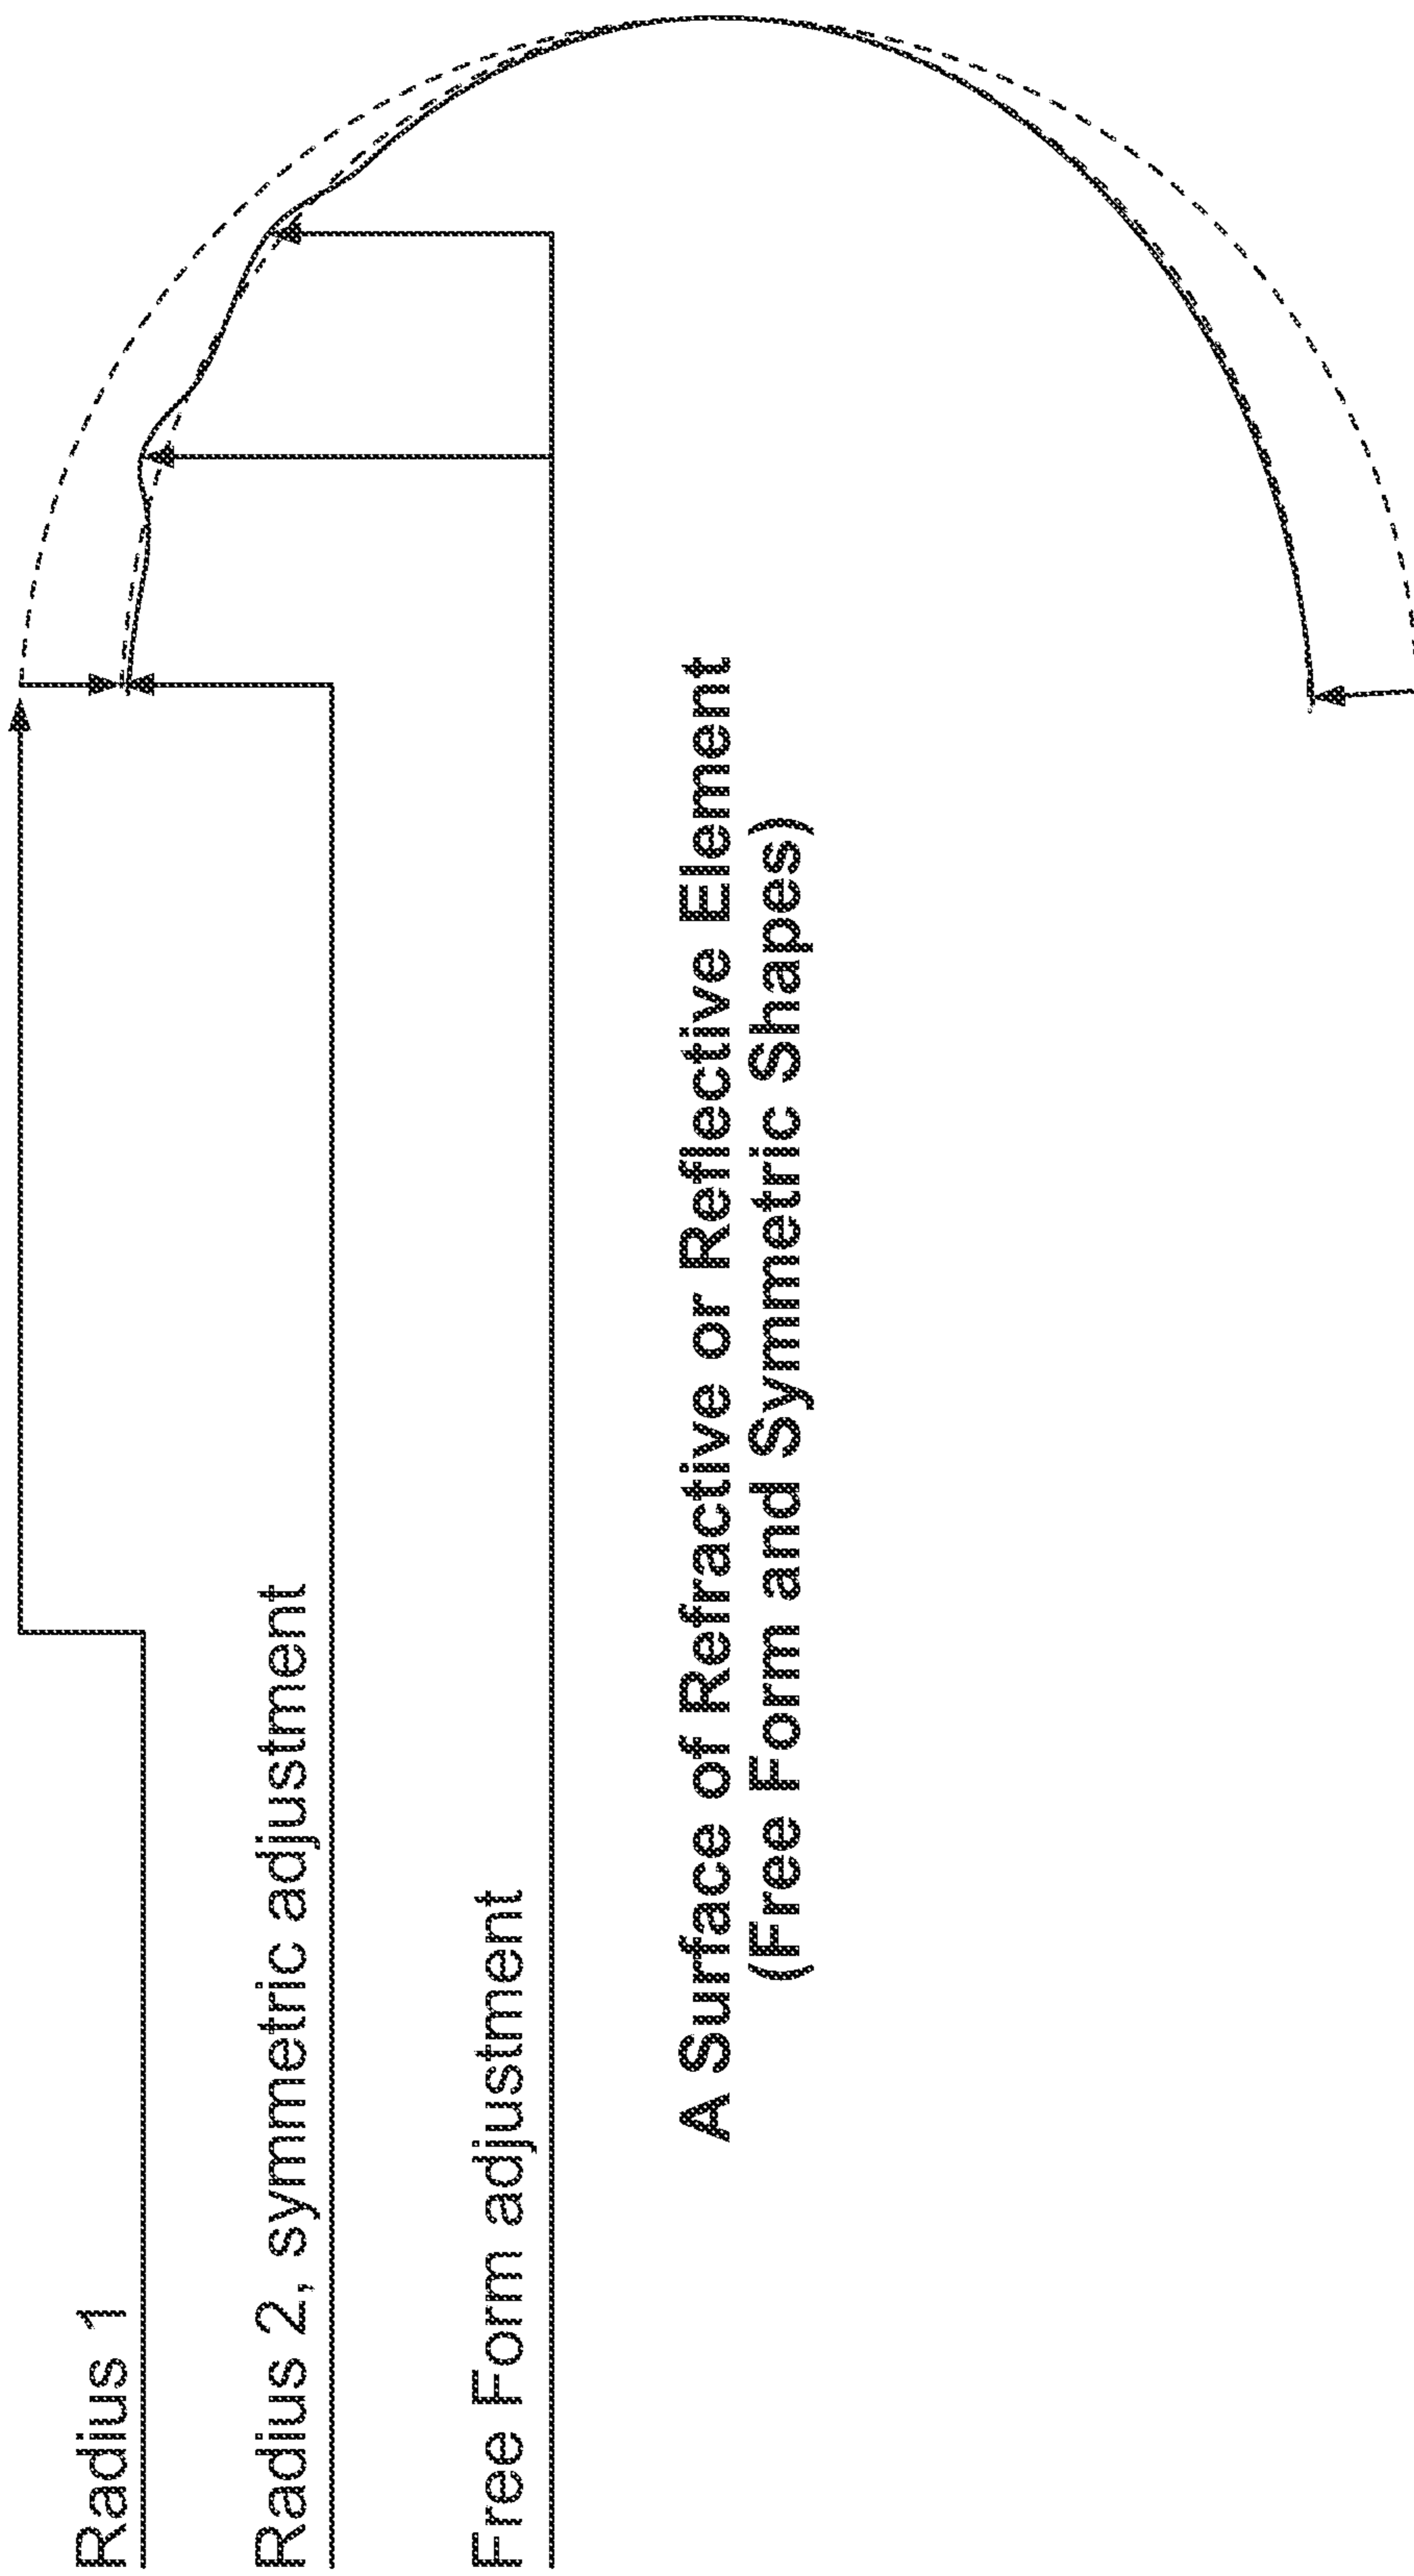 Radius 1
Radius 2, symmetric adjustment
Free Form adjustment
A Surface of Refractive or Reflective Element
(Free Form and Symmetric Shapes)